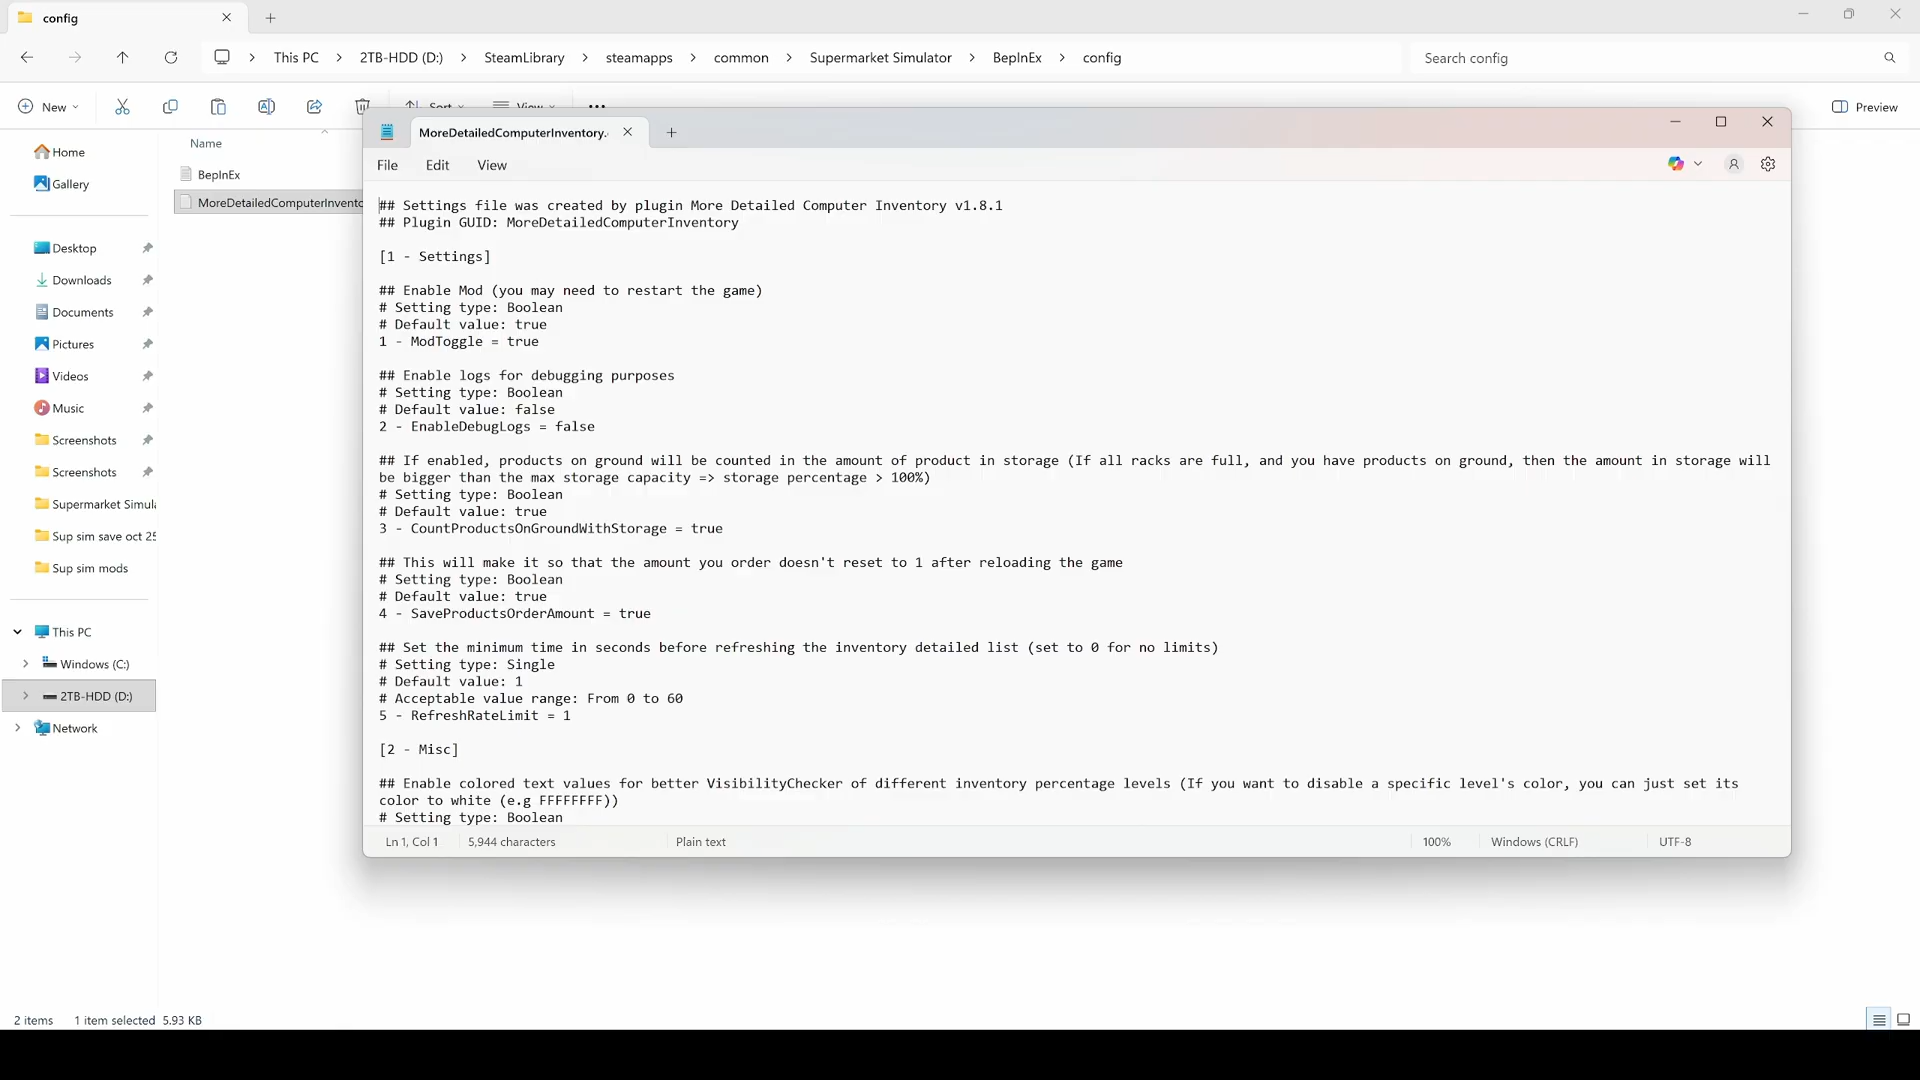 config
This PC
2TB-HDD (D:)
SteamLibrary
steamapps
common
Supermarket Simulator
BepInEx
config
Search config
New
Sort
View
Preview
Home
Gallery
Desktop
Downloads
Documents
Pictures
Videos
Music
Screenshots
Screenshots
Supermarket Simula
Sup sim save oct 25
Sup sim mods
This PC
Windows (C:)
2TB-HDD (D:)
Network
Name
BepInEx
MoreDetailedComputerInvento
MoreDetailedComputerInventory.
File Edit View
## Settings file was created by plugin More Detailed Computer Inventory v1.8.1
## Plugin GUID: MoreDetailedComputerInventory
[1 - Settings]
## Enable Mod (you may need to restart the game)
# Setting type: Boolean
# Default value: true
1 - ModToggle = true
## Enable logs for debugging purposes
# Setting type: Boolean
# Default value: false
2 - EnableDebugLogs = false
## If enabled, products on ground will be counted in the amount of product in storage (If all racks are full, and you have products on ground, then the amount in storage will
be bigger than the max storage capacity => storage percentage > 100%)
# Setting type: Boolean
# Default value: true
3 - CountProductsOnGroundWithStorage = true
## This will make it so that the amount you order doesn't reset to 1 after reloading the game
# Setting type: Boolean
# Default value: true
4 - SaveProductsOrderAmount = true
## Set the minimum time in seconds before refreshing the inventory detailed list (set to 0 for no limits)
# Setting type: Single
# Default value: 1
# Acceptable value range: From 0 to 60
5 - RefreshRateLimit = 1
[2 - Misc]
## Enable colored text values for better VisibilityChecker of different inventory percentage levels (If you want to disable a specific level's color, you can just set its
color to white (e.g FFFFFFFF))
# Setting type: Boolean
Ln 1, Col 1
5,944 characters
Plain text
100%
Windows (CRLF)
UTF-8
2 items
1 item selected 5.93 KB